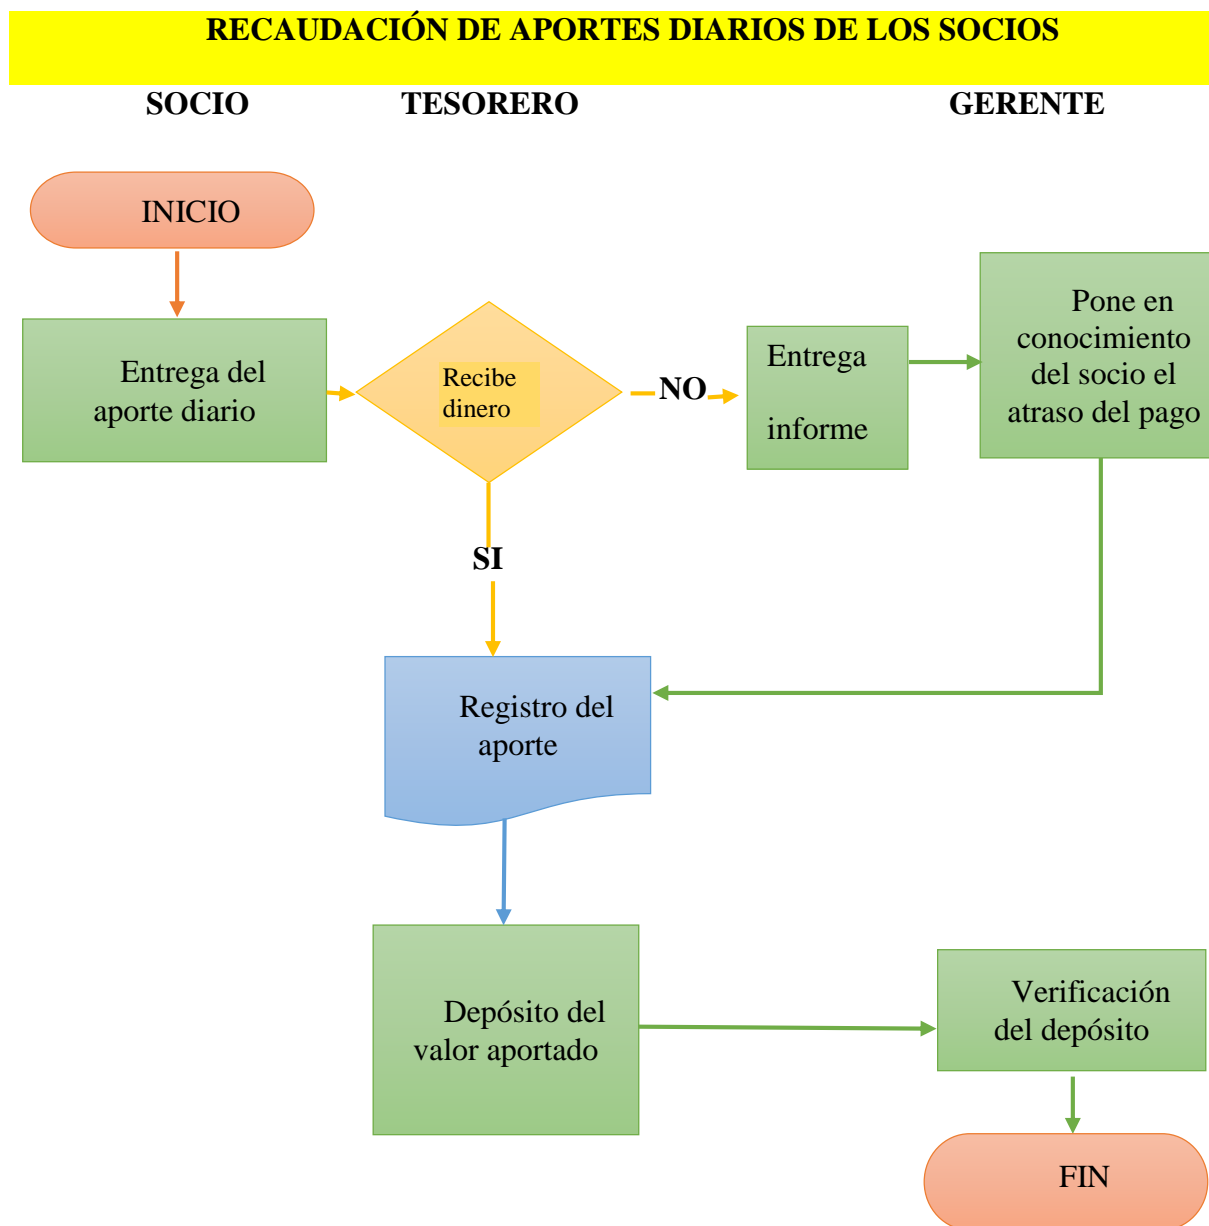 RECAUDACIÓN DE APORTES DIARIOS DE LOS SOCIOS
SOCIO TESORERO GERENTE
INICIO
Entrega del
aporte diario
Recibe
dinero
NO
Entrega
informe
Pone en
conocimiento
del socio el
atraso del pago
SI
Registro del
aporte
Depósito del
valor aportado
Verificación
del depósito
FIN